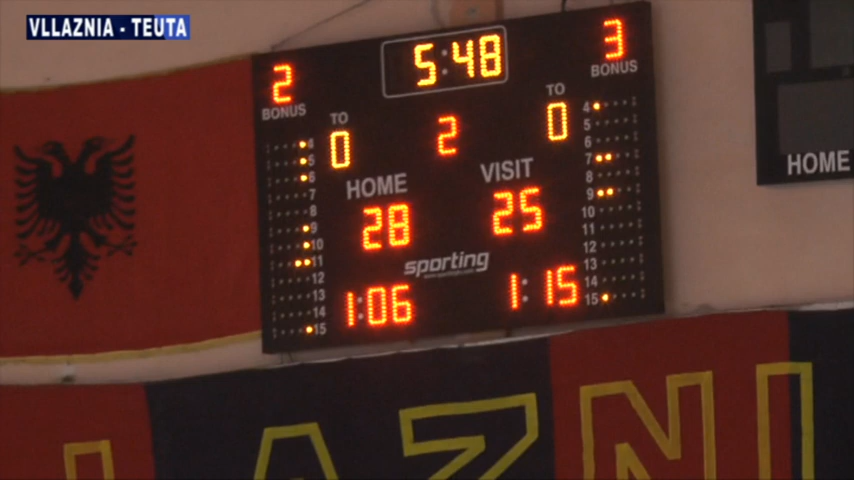 VLLAZNIA - TEUTA
2 5:48 3
BONUS BONUS
TO TO
0 2 0
HOME VISIT
28 25
sporting
1:06 1:15
4
5
6
7
8
9
10
11
12
13
14
15
4
5
6
7
8
9
10
11
12
13
14
15
HOME
LAZNI